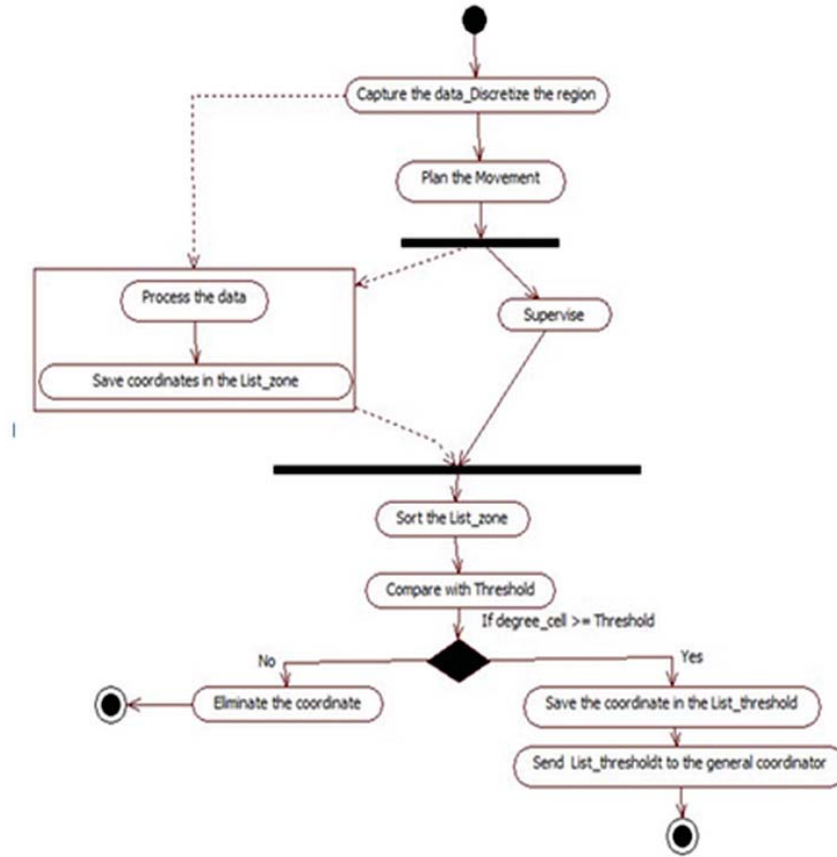 Capture the data_Discretize the region
Plan the Movement
Process the data
Supervise
Save coordinates in the List_zone
Sort the List_zone
Compare with Threshold
If degree_cell >= Threshold
No
Yes
Eliminate the coordinate
Save the coordinate in the List_threshold
Send List_thresholdt to the general coordinator